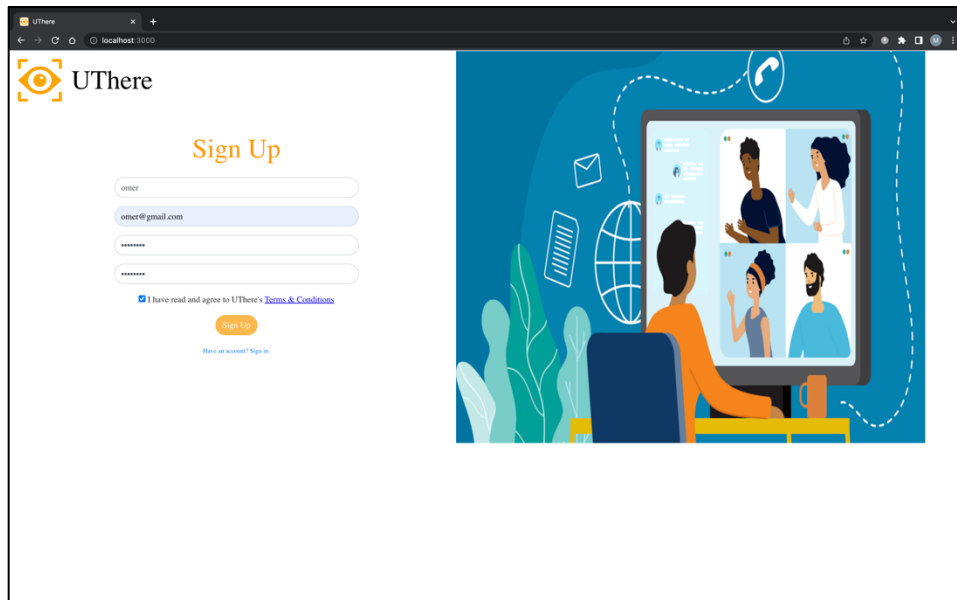 UThere
localhost:3000
UThere
Sign Up
omer
omer@gmail.com
••••••••
••••••••
I have read and agree to UThere's Terms & Conditions
Sign Up
Have an account? Sign in.